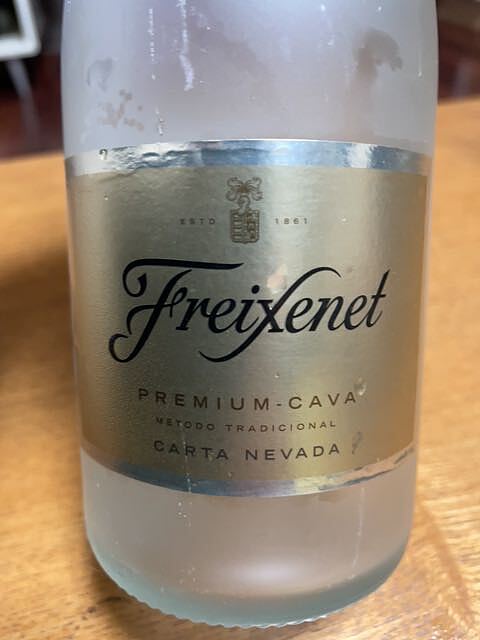 ESTD 1861
Freixenet
PREMIUM-CAVA
METODO TRADICIONAL
CARTA NEVADA